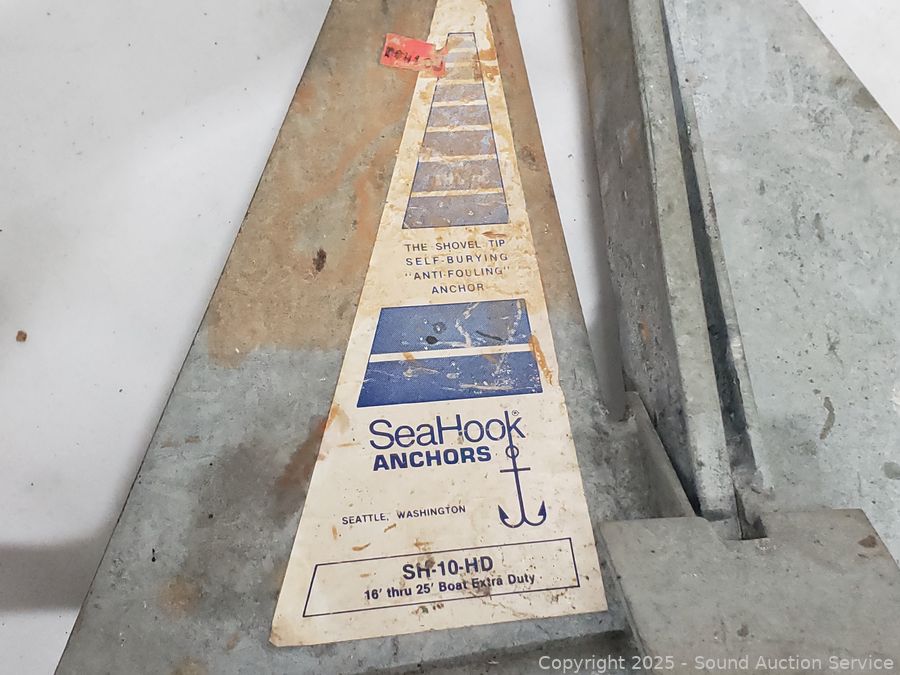 THE SHOVEL TIP
SELF-BURYING
"ANTI-FOULING"
ANCHOR
SeaHook®
ANCHORS
SEATTLE, WASHINGTON
SH-10-HD
16' thru 25' Boat Extra Duty
Copyright 2025 - Sound Auction Service